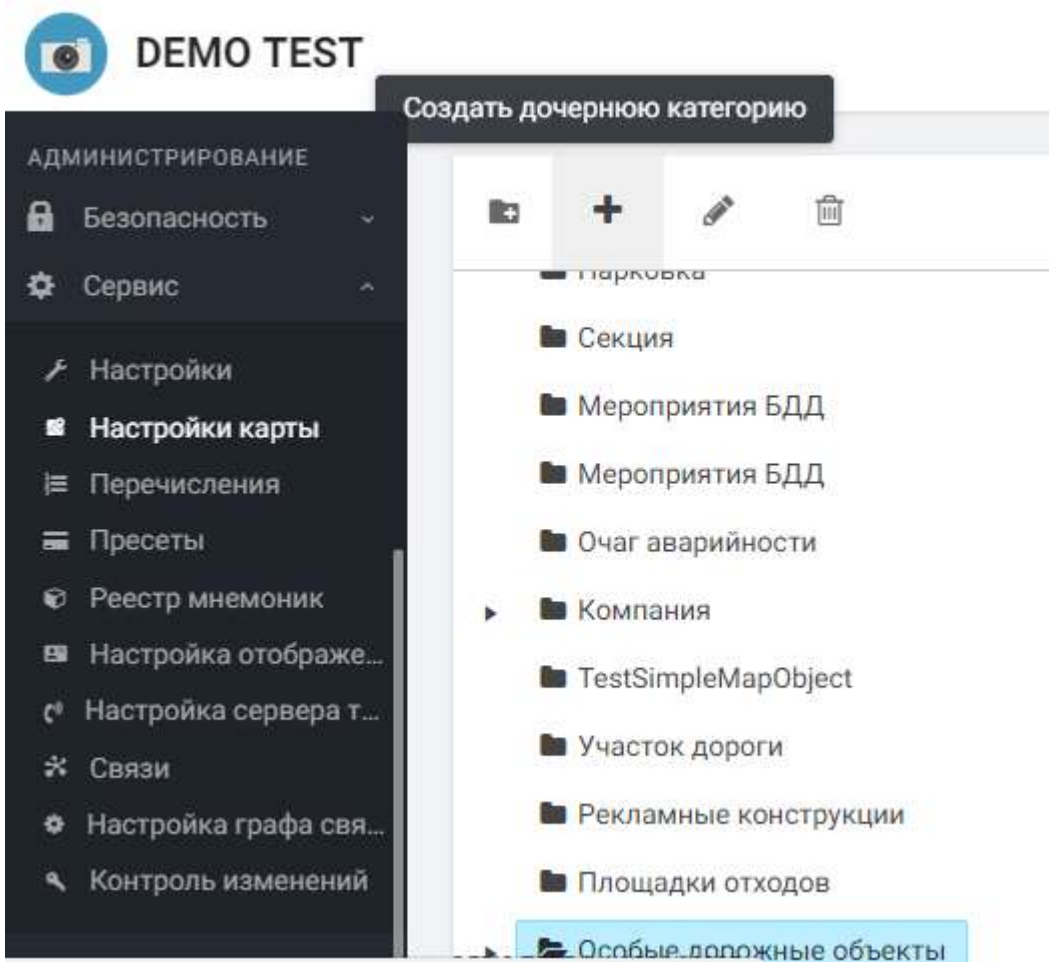 DEMO TEST
Создать дочернюю категорию
АДМИНИСТРИРОВАНИЕ
Безопасность
Сервис
Настройки
Настройки карты
Перечисления
Пресеты
Реестр мнемоник
Настройка отображе...
Настройка сервера т...
Связи
Настройка графа свя...
Контроль изменений
Парковка
Секция
Мероприятия БДД
Мероприятия БДД
Очаг аварийности
Компания
TestSimpleMapObject
Участок дороги
Рекламные конструкции
Площадки отходов
Особые дорожные объекты